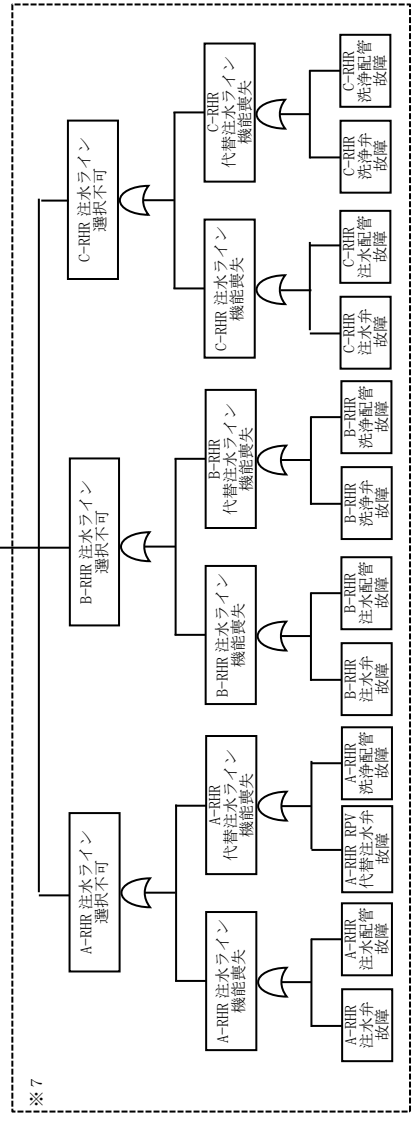 ※7
A-RHR 注水ライン
選択不可
B-RHR 注水ライン
選択不可
C-RHR 注水ライン
選択不可
A-RHR 注水ライン
機能喪失
A-RHR
代替注水ライン
機能喪失
B-RHR 注水ライン
機能喪失
B-RHR
代替注水ライン
機能喪失
C-RHR 注水ライン
機能喪失
C-RHR
代替注水ライン
機能喪失
A-RHR
注水弁
故障
A-RHR
注水配管
故障
A-RHR RPV
代替注水弁
故障
A-RHR
洗浄配管
故障
B-RHR
注水弁
故障
B-RHR
注水配管
故障
B-RHR
洗浄弁
故障
B-RHR
洗浄配管
故障
C-RHR
注水弁
故障
C-RHR
注水配管
故障
C-RHR
洗浄弁
故障
C-RHR
洗浄配管
故障